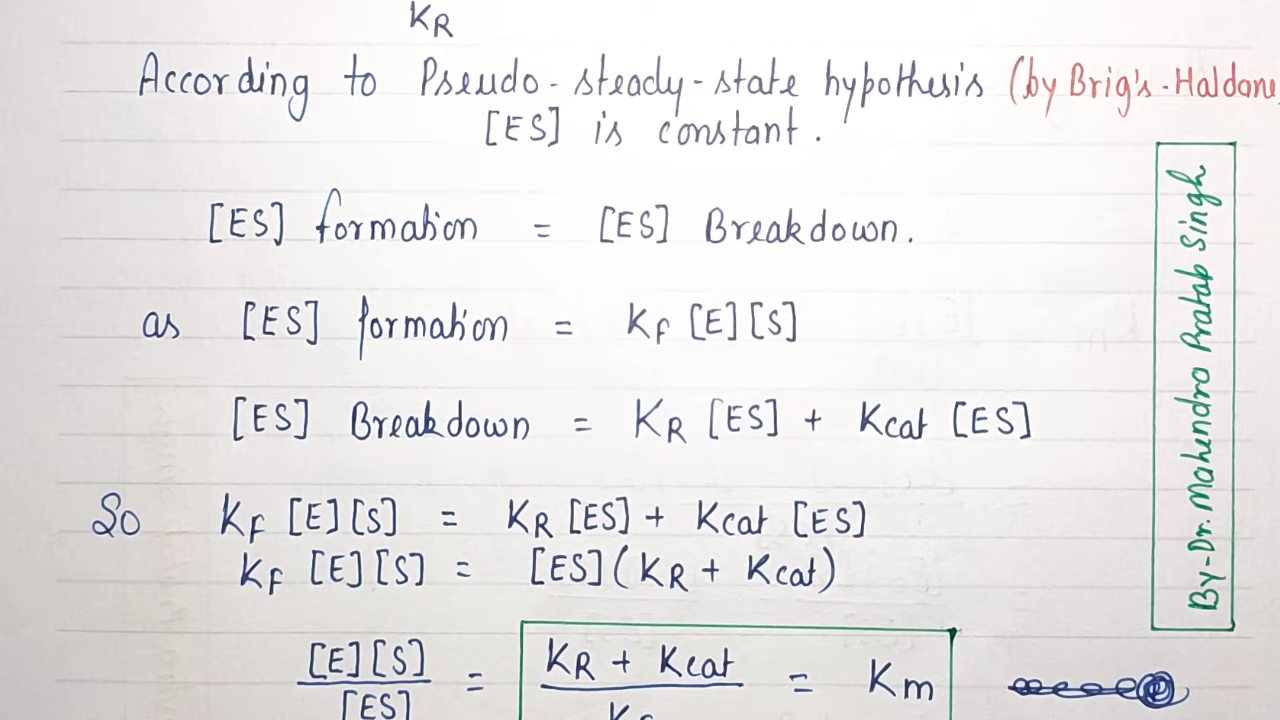 KR
According to Pseudo-steady-state hypothesis (by Brig's-Haldane
[ES] is constant.
[ES] formation = [ES] Breakdown.
as [ES] formation = KF [E][S]
[ES] Breakdown = KR [ES] + Kcat [ES]
So KF [E][S] = KR [ES] + Kcat [ES]
KF [E][S] = [ES] (KR + Kcat)
[E][S] = KR + Kcat = Km
[ES]
By-Dr. Mahendra Pratab Singh